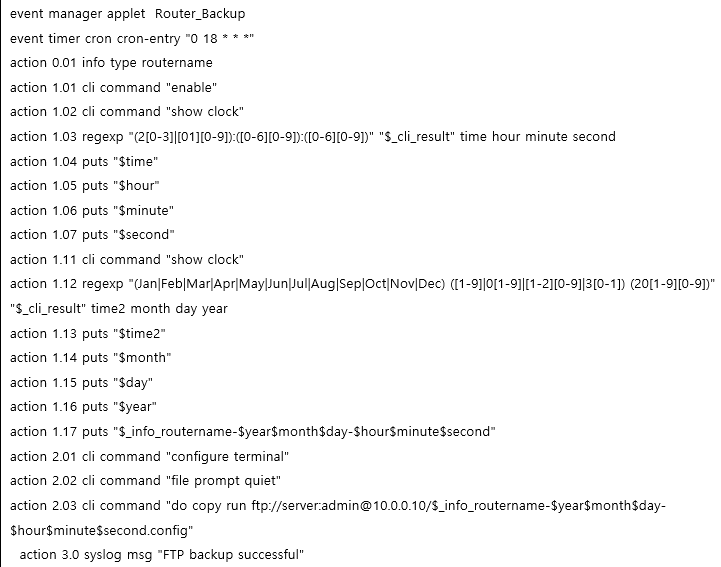 event manager applet  Router_Backup
event timer cron cron-entry "0 18 * * *"
action 0.01 info type routername
action 1.01 cli command "enable"
action 1.02 cli command "show clock"
action 1.03 regexp "(2[0-3]|[01][0-9]):([0-6][0-9]):([0-6][0-9])" "$_cli_result" time hour minute second
action 1.04 puts "$time"
action 1.05 puts "$hour"
action 1.06 puts "$minute"
action 1.07 puts "$second"
action 1.11 cli command "show clock"
action 1.12 regexp "(Jan|Feb|Mar|Apr|May|Jun|Jul|Aug|Sep|Oct|Nov|Dec) ([1-9]|0[1-9]|[1-2][0-9]|3[0-1]) (20[1-9][0-9])"
"$_cli_result" time2 month day year
action 1.13 puts "$time2"
action 1.14 puts "$month"
action 1.15 puts "$day"
action 1.16 puts "$year"
action 1.17 puts "$_info_routername-$year$month$day-$hour$minute$second"
action 2.01 cli command "configure terminal"
action 2.02 cli command "file prompt quiet"
action 2.03 cli command "do copy run ftp://server:admin@10.0.0.10/$_info_routername-$year$month$day-
$hour$minute$second.config"
action 3.0 syslog msg "FTP backup successful"